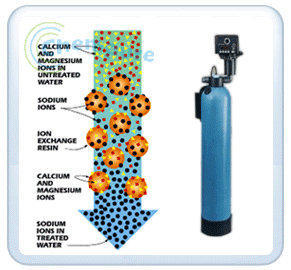 CALCIUM
AND
MAGNESIUM
IONS IN
UNTREATED
WATER
SODIUM
IONS
ION
EXCHANGE
RESIN
CALCIUM
AND
MAGNESIUM
IONS
SODIUM
IONS IN
TREATED
WATER